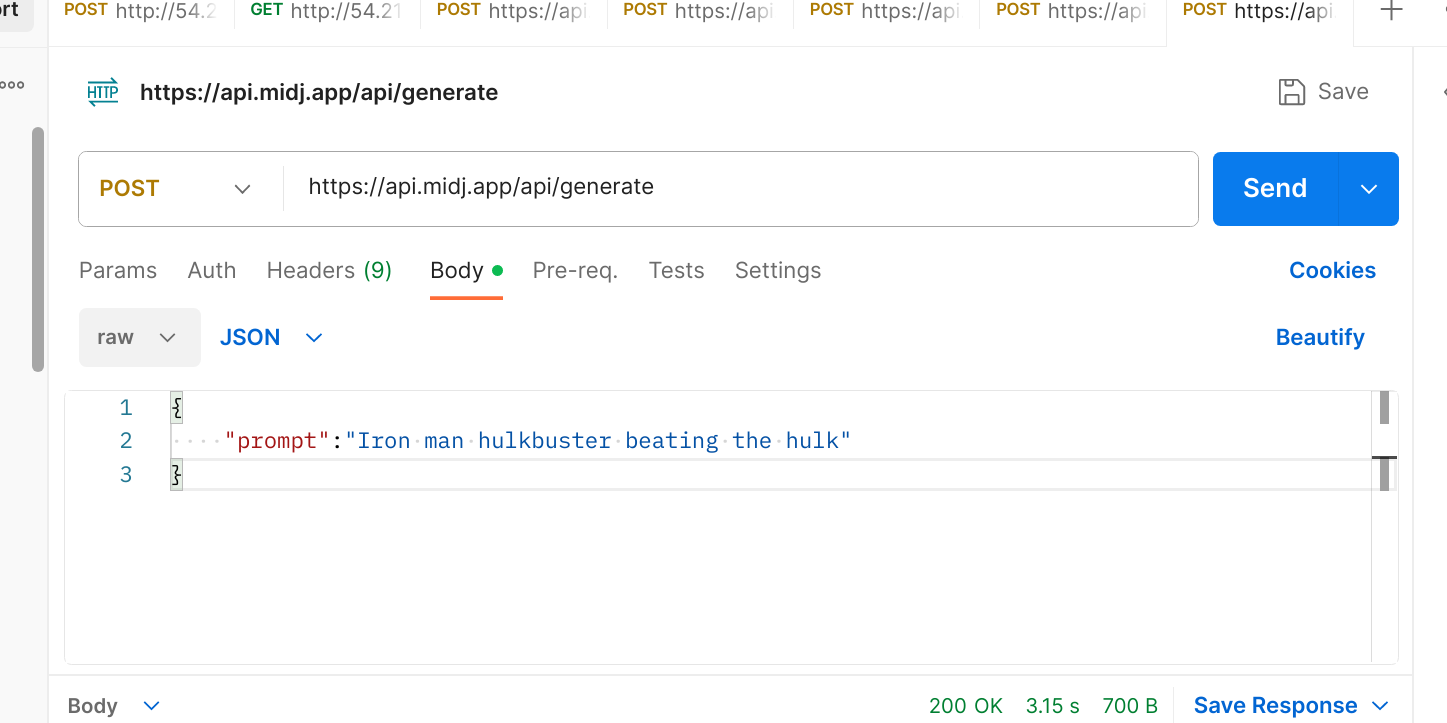 ort POST http://54.2 GET http://54.21 POST https://api POST https://api POST https://api POST https://api POST https://api. +
HTTP https://api.midj.app/api/generate Save
POST https://api.midj.app/api/generate Send
Params Auth Headers (9) Body Pre-req. Tests Settings Cookies
raw JSON Beautify
1 {
2 "prompt":"Iron man hulkbuster beating the hulk"
3 }
Body 200 OK 3.15 s 700 B Save Response